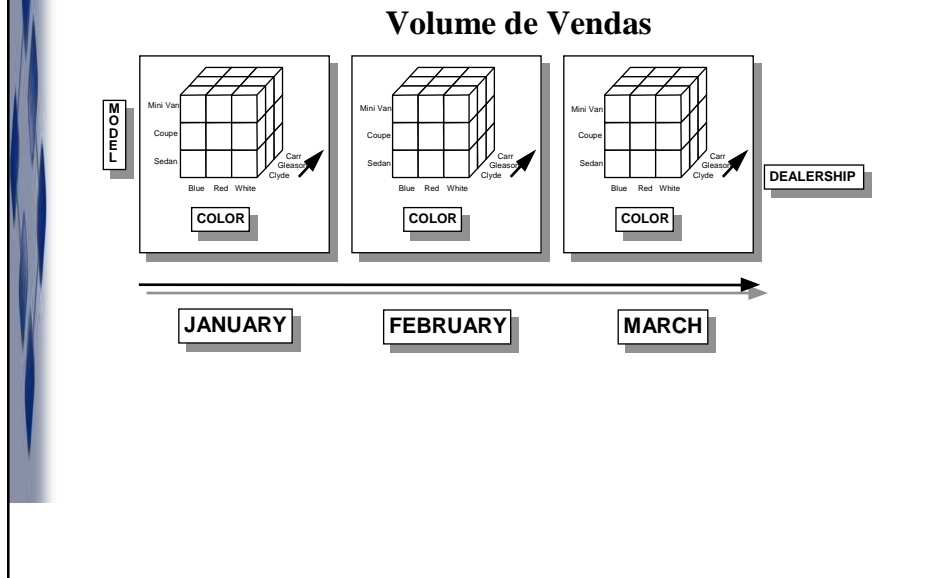 Volume de Vendas
MODEL
Mini Van
Coupe
Sedan
Carr
Gleason
Clyde
Blue Red White
COLOR
Mini Van
Coupe
Sedan
Carr
Gleason
Clyde
Blue Red White
COLOR
Mini Van
Coupe
Sedan
Carr
Gleason
Clyde
Blue Red White
COLOR
DEALERSHIP
JANUARY
FEBRUARY
MARCH